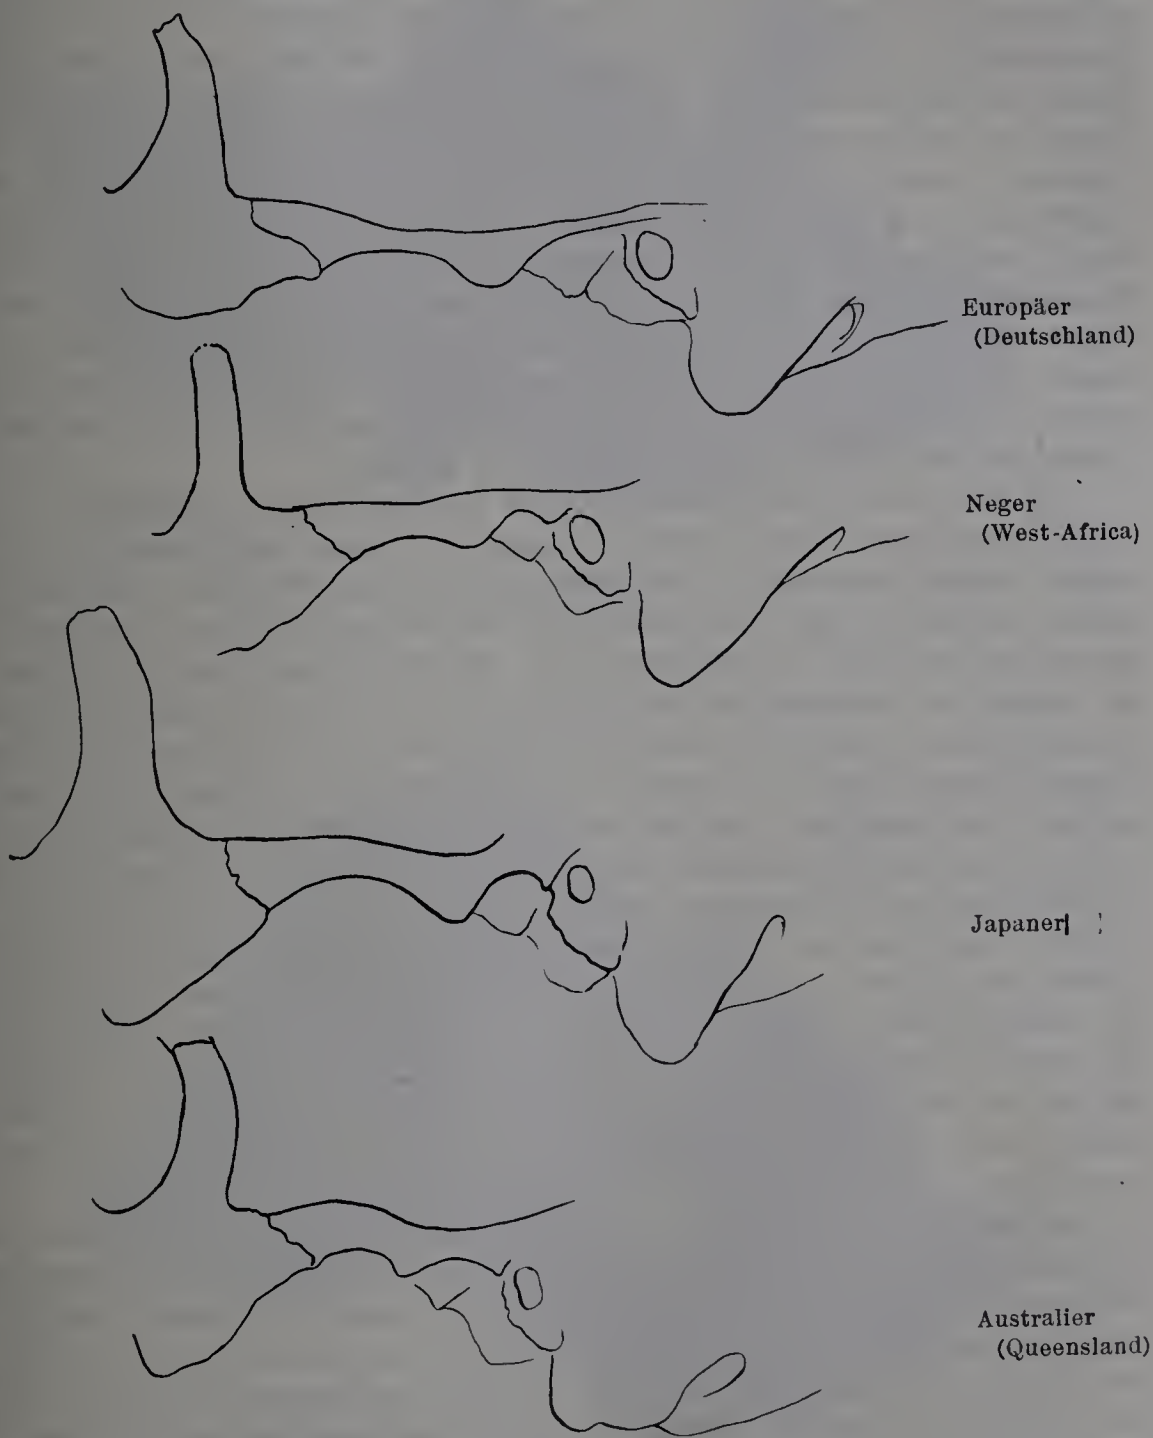 Europäer
(Deutschland)
Neger
(West-Africa)
Japaner
Australier
(Queensland)